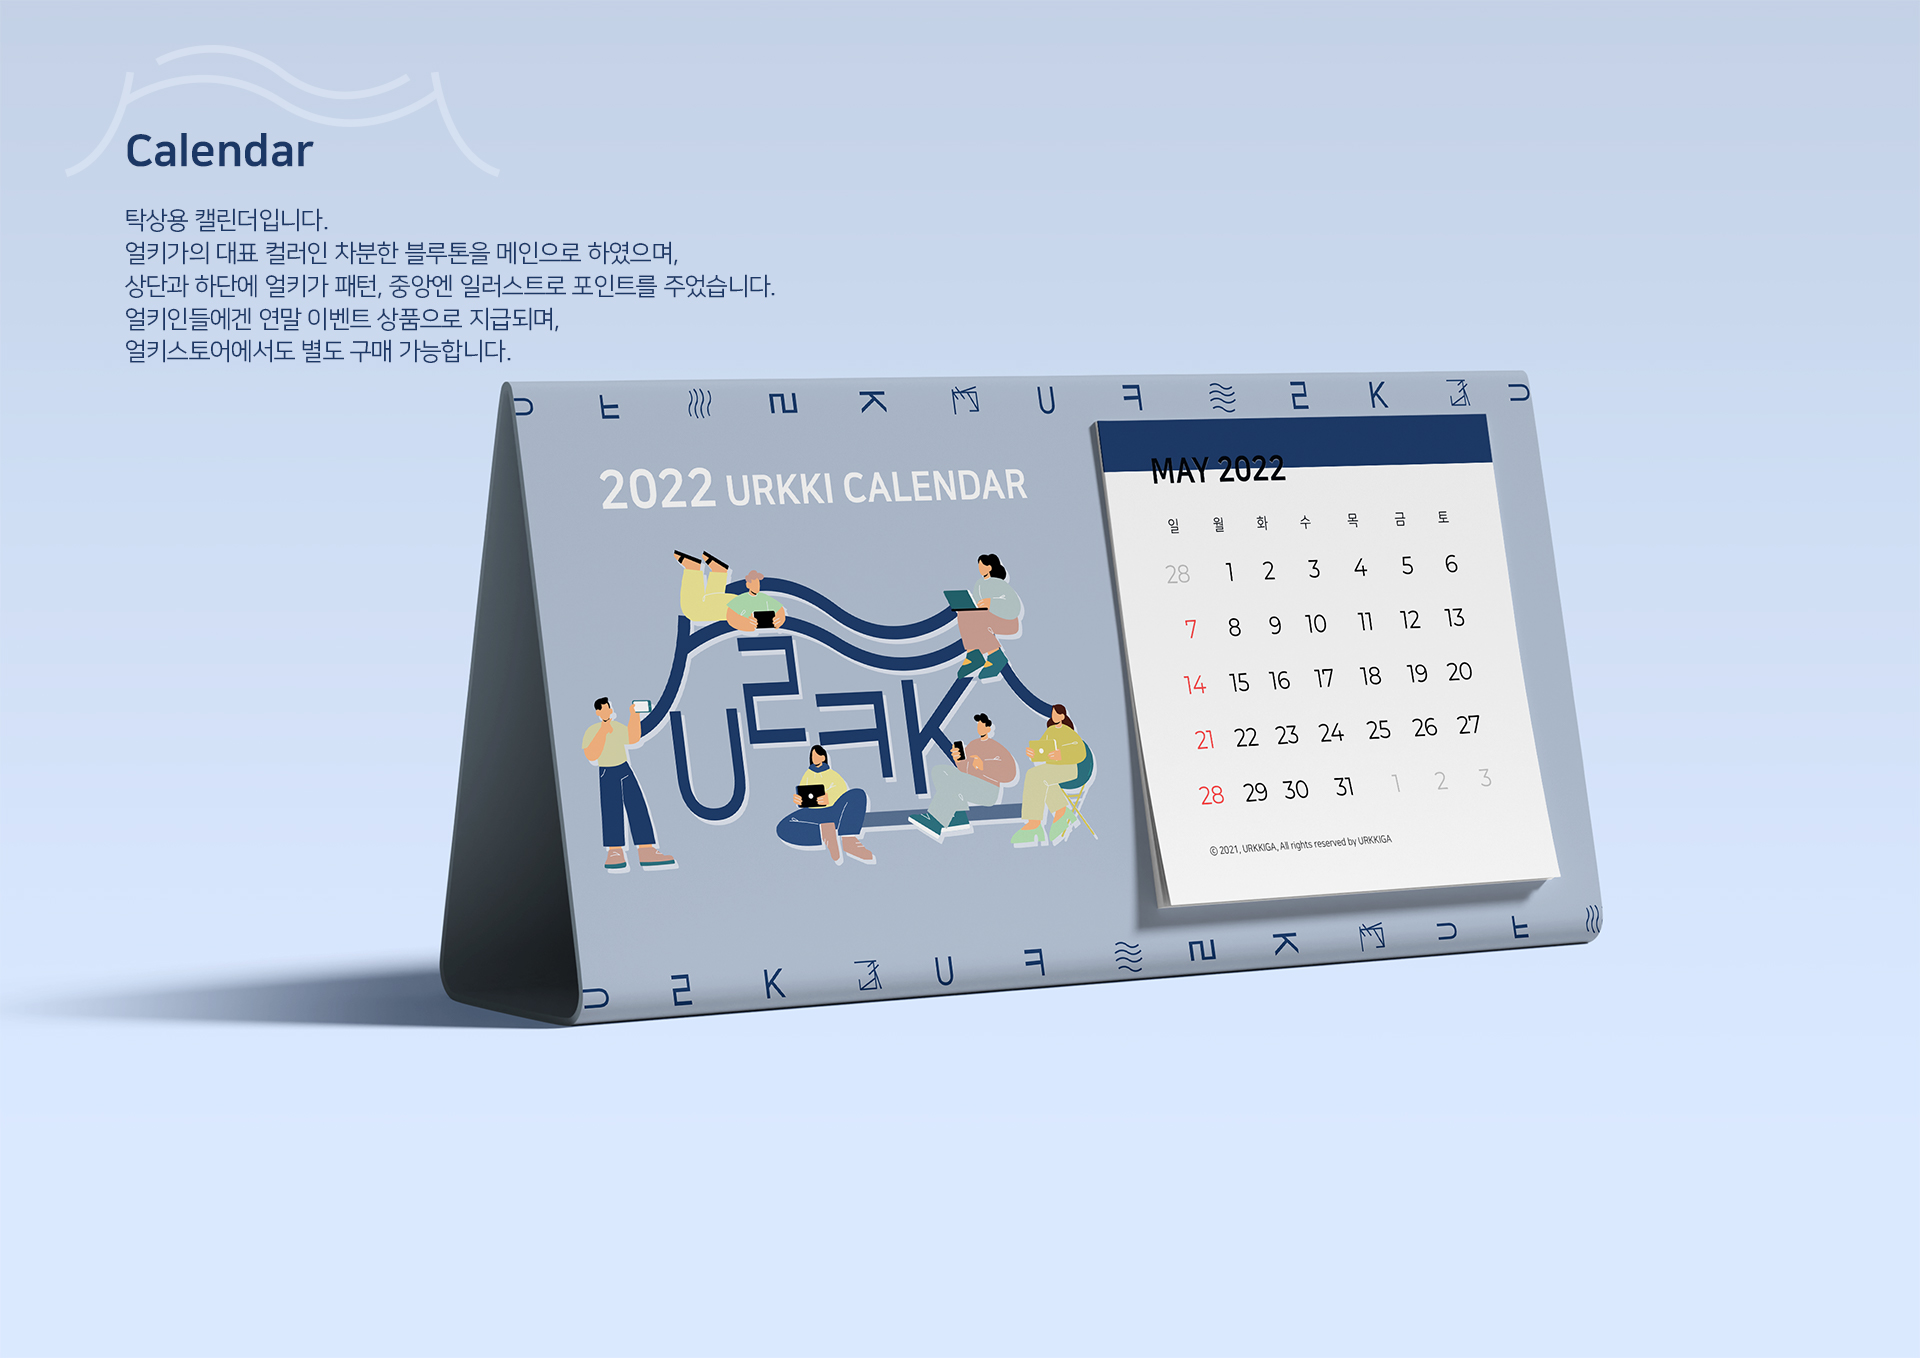 Calendar
탁상용 캘린더입니다.
얼키가의 대표 컬러인 차분한 블루톤을 메인으로 하였으며,
상단과 하단에 얼키가 패턴, 중앙엔 일러스트로 포인트를 주었습니다.
얼키인들에겐 연말 이벤트 상품으로 지급되며,
얼키스토어에서도 별도 구매 가능합니다.
U ㅋ ㄹ K U ㅋ ㄹ K U
2022 URKKI CALENDAR
U ㄹ ㅋ K
MAY 2022
일 월 화 수 목 금 토
28 1 2 3 4 5 6
7 8 9 10 11 12 13
14 15 16 17 18 19 20
21 22 23 24 25 26 27
28 29 30 31 1 2 3
© 2021, URKKIGA, All rights reserved by URKKIGA
U ㄹ K U ㅋ ㄹ K U ㅋ